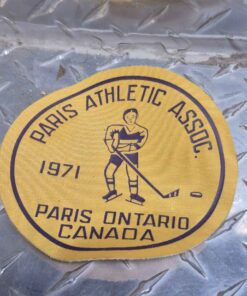 PARIS ATHLETIC ASSOC.
1971
PARIS ONTARIO
CANADA